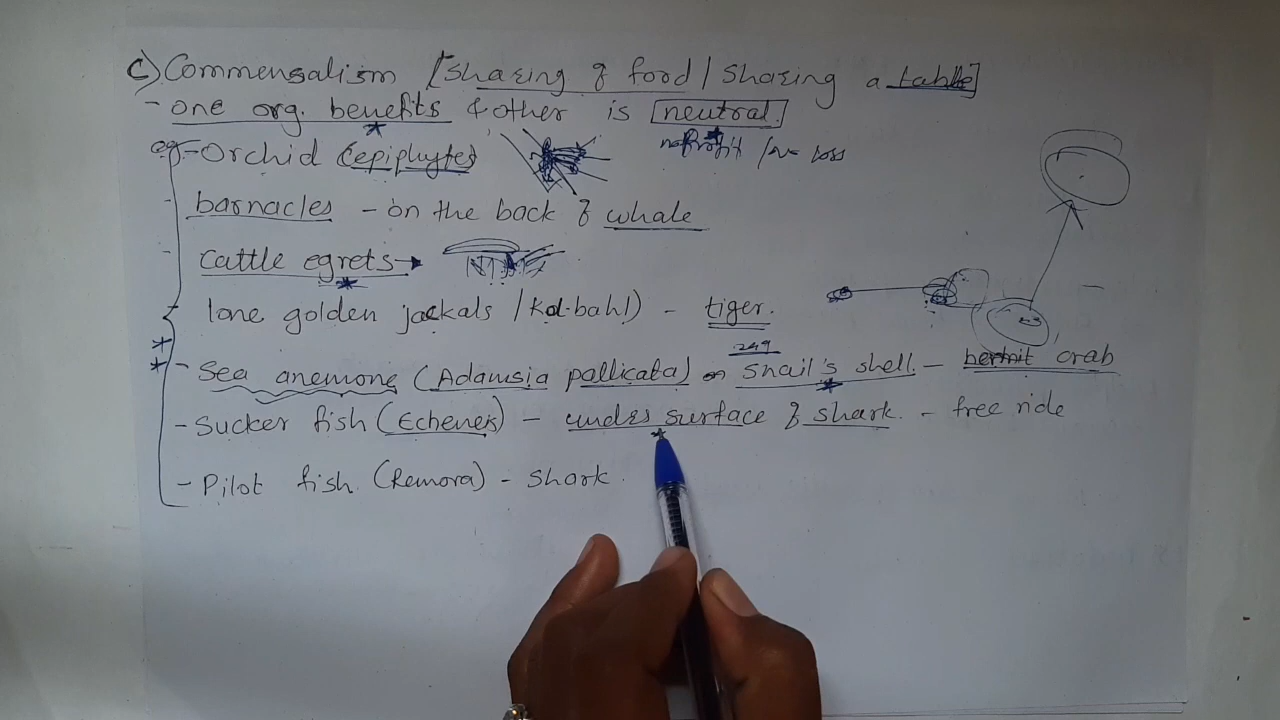 C) Commensalism [sharing of food / sharing a table]
- one org. benefits & other is neutral.
no Profit / no Loss
eg - Orchid (epiphytes)
- barnacles - on the back of whale
- cattle egrets →
lone golden jackals / Kol-bahl) - tiger.
- Sea anemone (Adamsia pallicata) on snail's shell - hermit crab
- Sucker fish (Echeneis) - under surface of shark. - free ride
- Pilot fish (Remora) - shark.